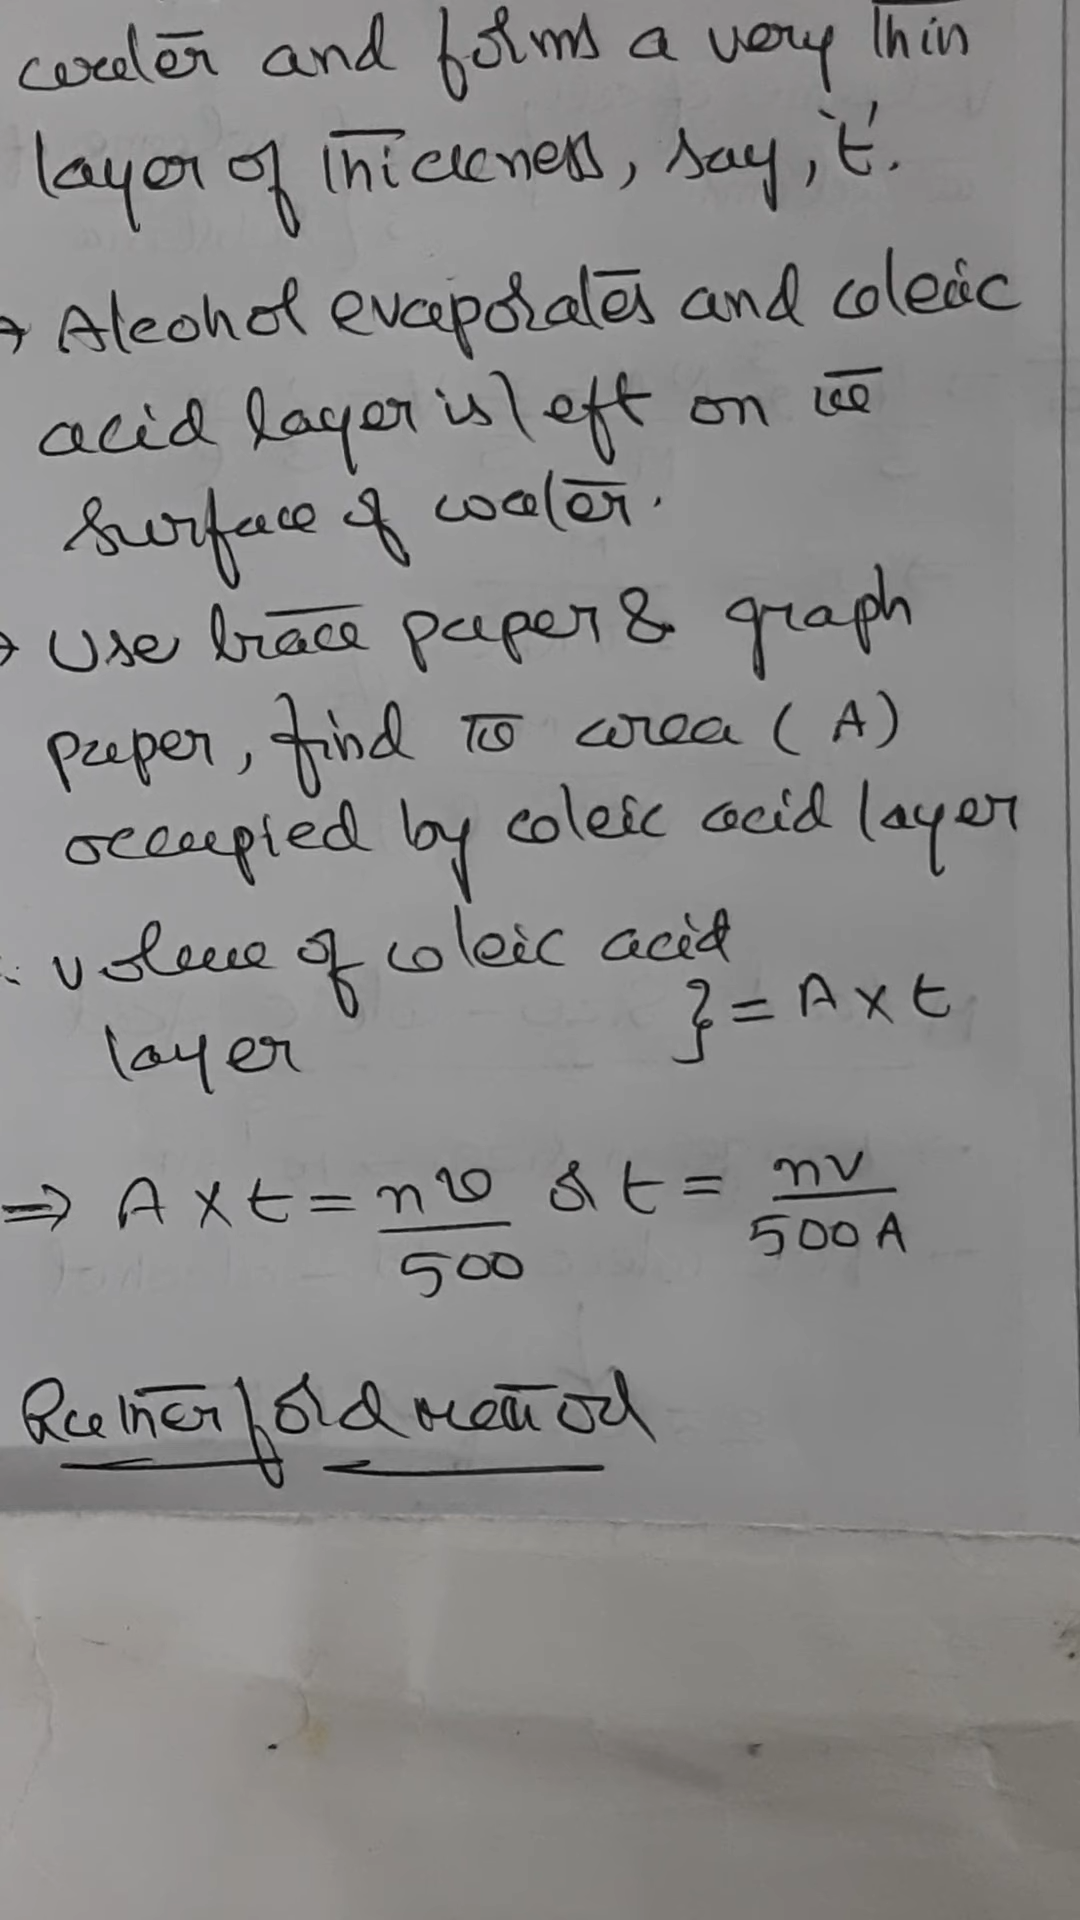 water and forms a very thin
layer of thickness, say, 't'.
→ Alcohol evaporates and oleic
acid layer is left on the
surface of water.
→ Use trace paper & graph
paper, find the area (A)
occupied by oleic acid layer
∴ volume of oleic acid
layer } = A × t
⇒ A × t = nv/500 or t = nv/500A
Rutherford method